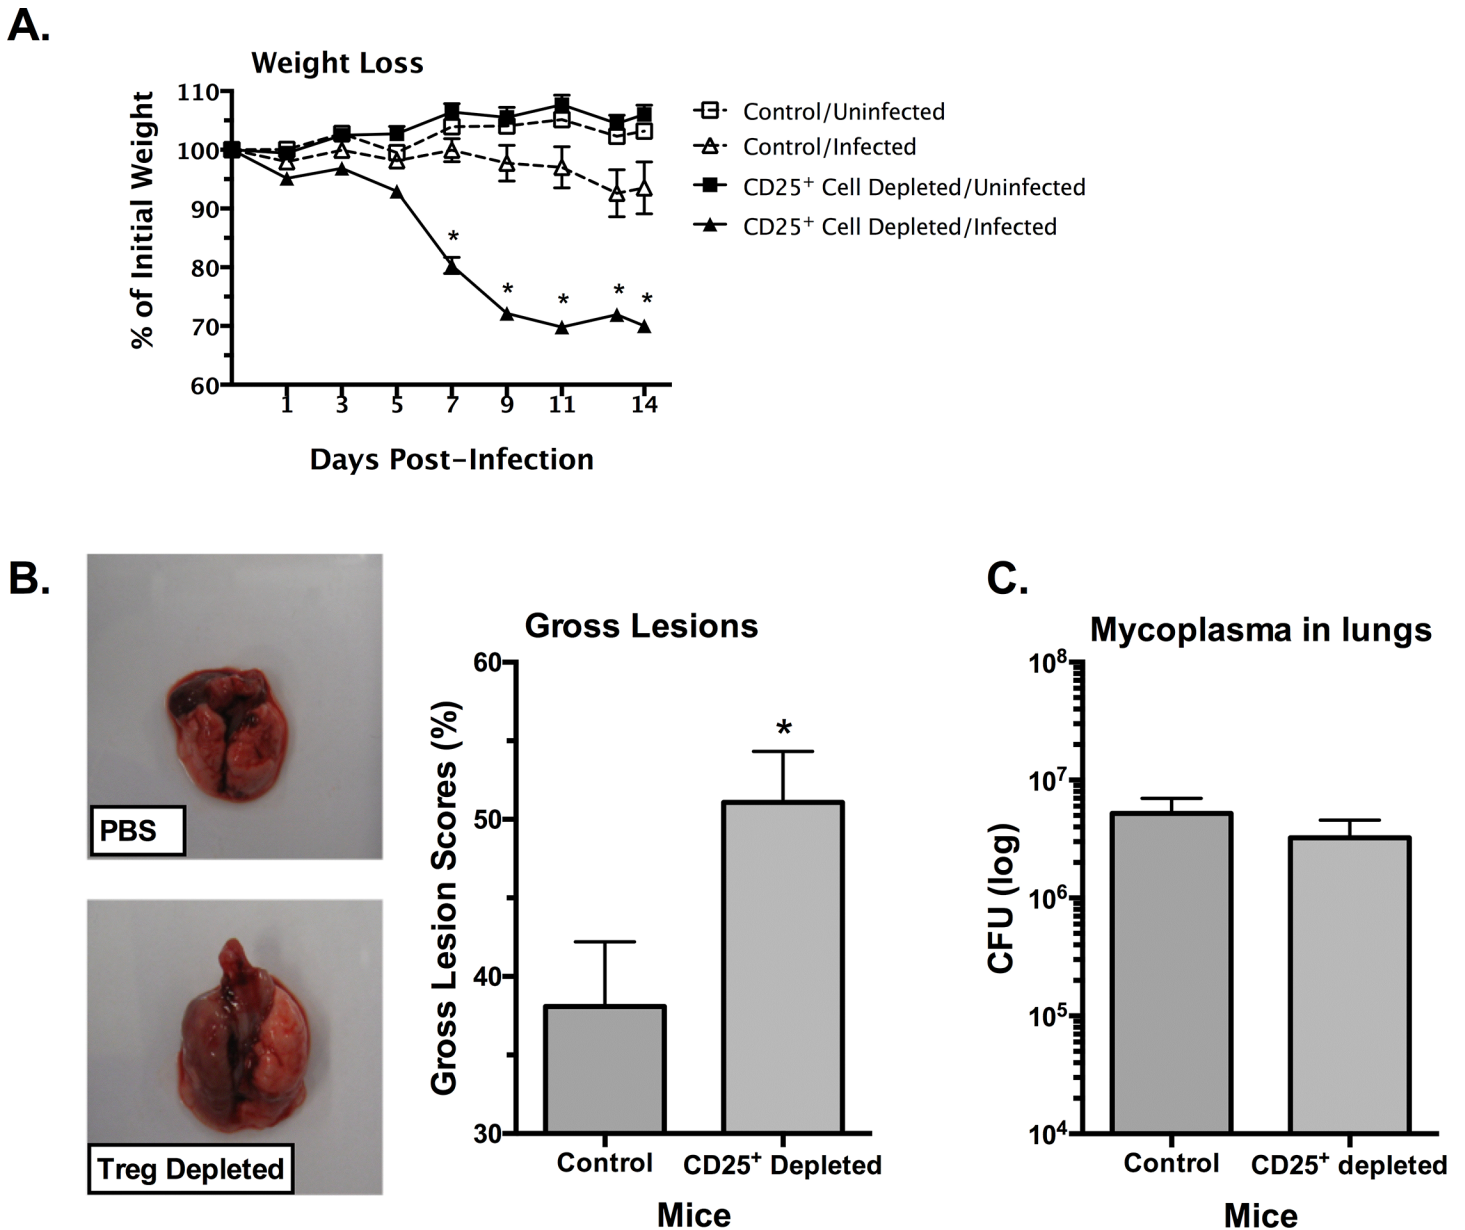 A.
Weight Loss
% of Initial Weight
110
100
90
80
70
60
* * * * *
1 3 5 7 9 11 14
Days Post-Infection
Control/Uninfected
Control/Infected
CD25⁺ Cell Depleted/Uninfected
CD25⁺ Cell Depleted/Infected
B.
PBS
Treg Depleted
Gross Lesions
Gross Lesion Scores (%)
60
50
40
30
*
Control CD25⁺ Depleted
Mice
C.
Mycoplasma in lungs
CFU (log)
10⁸
10⁷
10⁶
10⁵
10⁴
Control CD25⁺ depleted
Mice